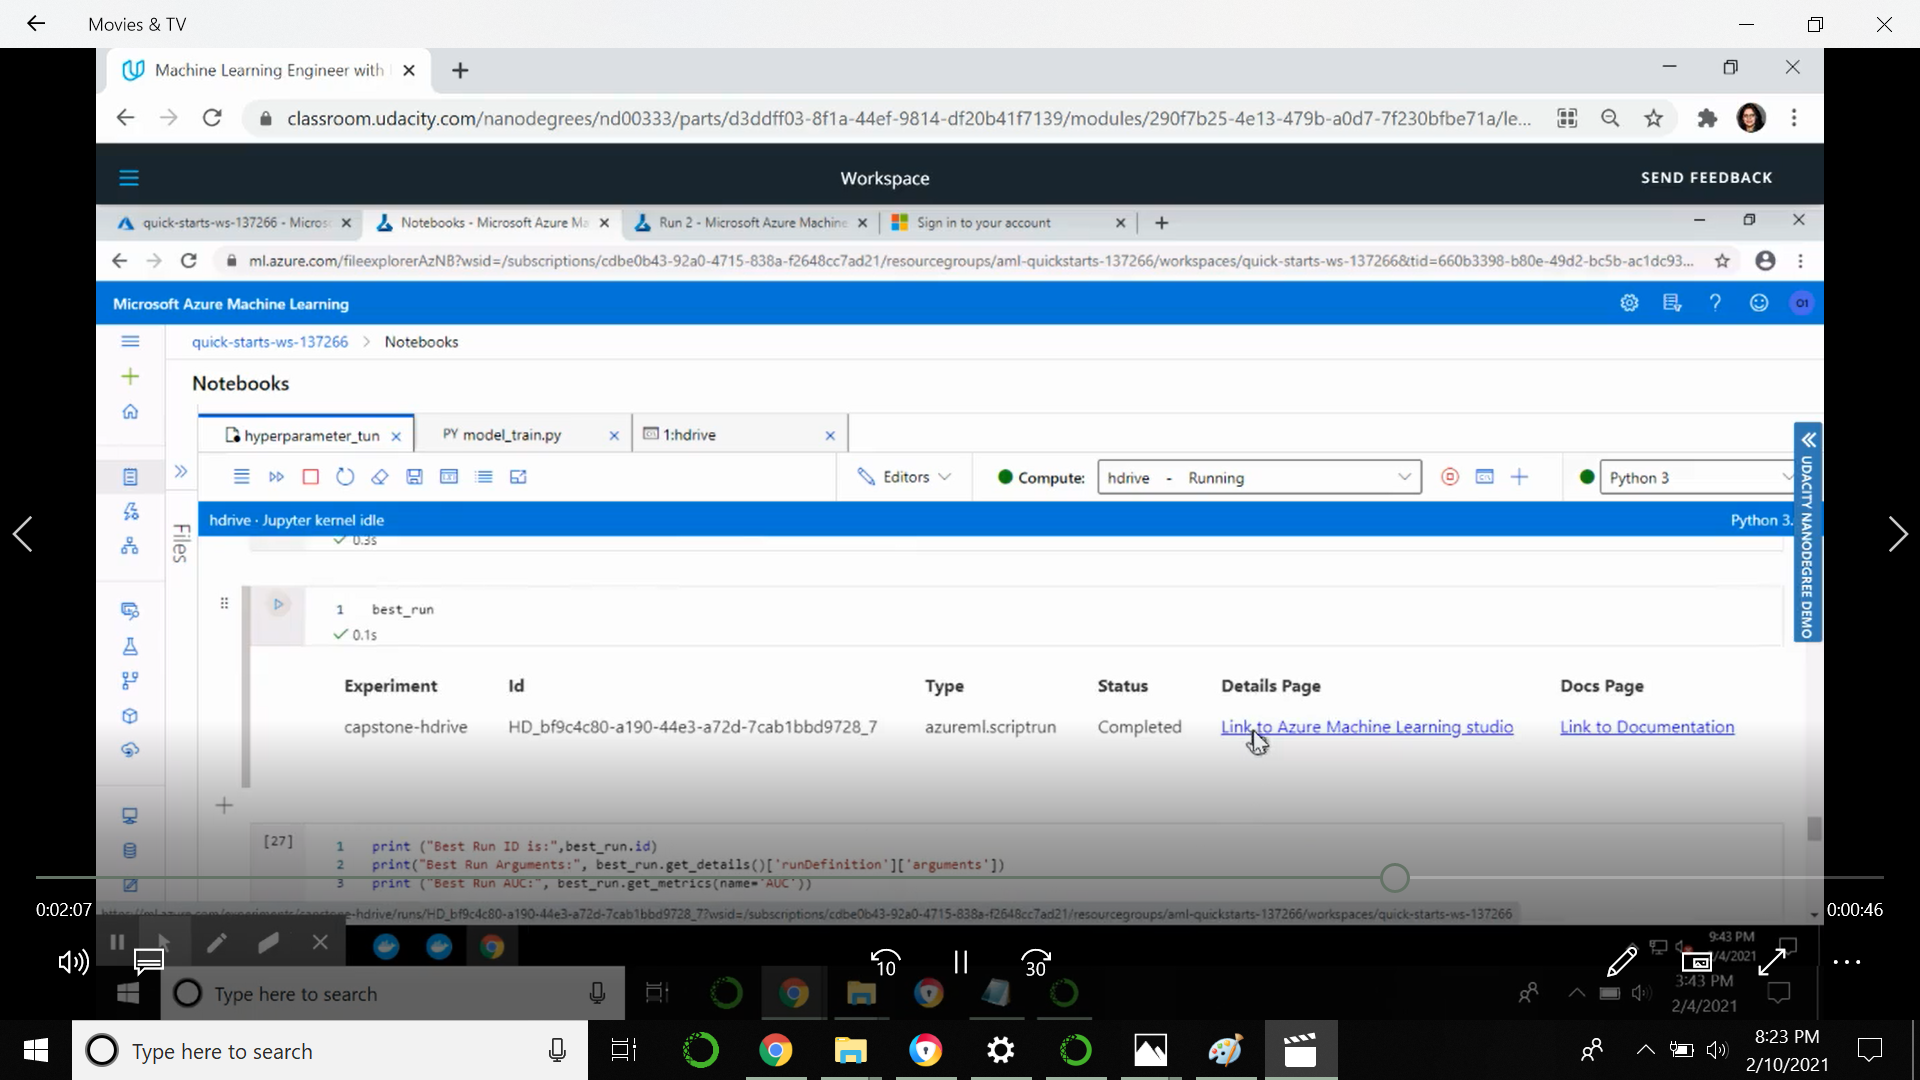 Movies & TV
Machine Learning Engineer with
classroom.udacity.com/nanodegrees/nd00333/parts/d3ddff03-8f1a-44ef-9814-df20b41f7139/modules/290f7b25-4e13-479b-a0d7-7f230bfbe71a/le...
Workspace
SEND FEEDBACK
quick-starts-ws-137266 - Micros
Notebooks - Microsoft Azure Ma
Run 2 - Microsoft Azure Machine
Sign in to your account
ml.azure.com/fileexplorerAzNB?wsid=/subscriptions/cdbe0b43-92a0-4715-838a-f2648cc7ad21/resourcegroups/aml-quickstarts-137266/workspaces/quick-starts-ws-137266&tid=660b3398-b80e-49d2-bc5b-ac1dc93...
Microsoft Azure Machine Learning
01
quick-starts-ws-137266 > Notebooks
Notebooks
hyperparameter_tun
PY model_train.py
1:hdrive
Editors
Compute:
hdrive - Running
Python 3
hdrive · Jupyter kernel idle
Python 3.
UDACITY NANODEGREE DEMO
Files
0.3s
1 best_run
0.1s
Experiment Id Type Status Details Page Docs Page
capstone-hdrive HD_bf9c4c80-a190-44e3-a72d-7cab1bbd9728_7 azureml.scriptrun Completed Link to Azure Machine Learning studio Link to Documentation
[27]
1 print ("Best Run ID is:",best_run.id)
2 print("Best Run Arguments:", best_run.get_details()['runDefinition']['arguments'])
3 print ("Best Run AUC:", best_run.get_metrics(name='AUC'))
0:02:07
https://ml.azure.com/experiments/capstone-hdrive/runs/HD_bf9c4c80-a190-44e3-a72d-7cab1bbd9728_7?wsid=/subscriptions/cdbe0b43-92a0-4715-838a-f2648cc7ad21/resourcegroups/aml-quickstarts-137266/workspaces/quick-starts-ws-137266
0:00:46
10
30
9:43 PM
/4/2021
Type here to search
3:43 PM
2/4/2021
Type here to search
8:23 PM
2/10/2021